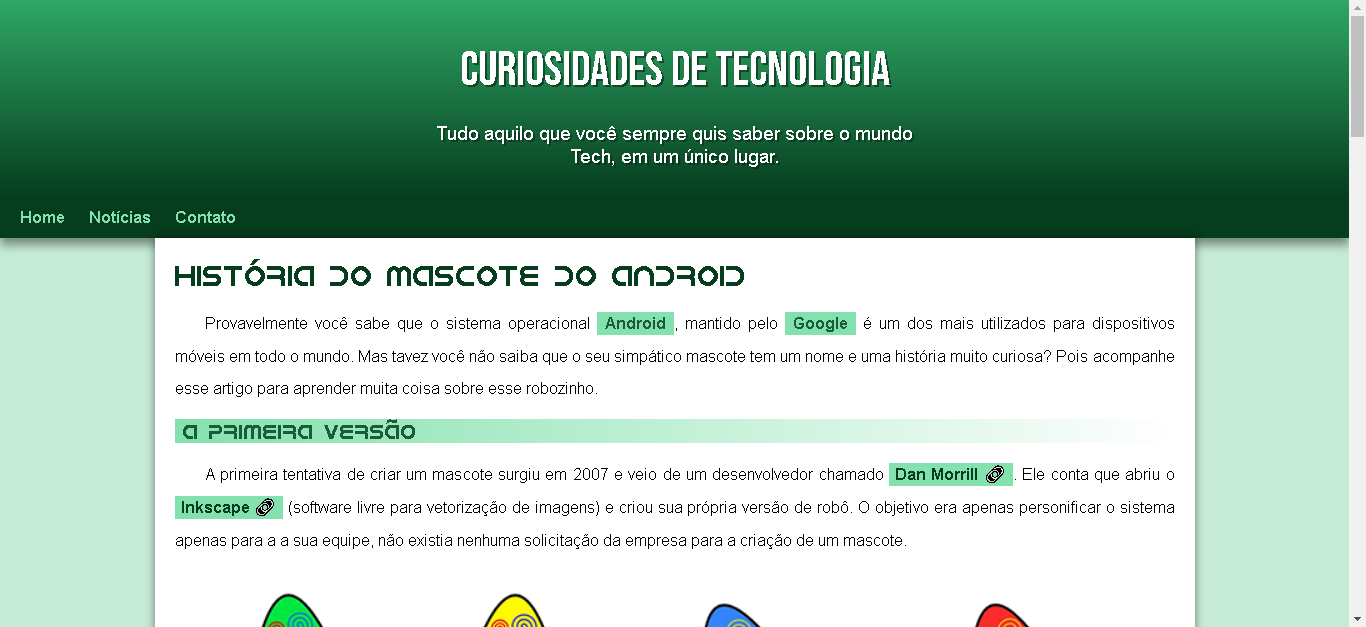 CURIOSIDADES DE TECNOLOGIA
Tudo aquilo que você sempre quis saber sobre o mundo
Tech, em um único lugar.
Home Notícias Contato
HISTÓRIA DO MASCOTE DO ANDROID
Provavelmente você sabe que o sistema operacional Android, mantido pelo Google é um dos mais utilizados para dispositivos
móveis em todo o mundo. Mas tavez você não saiba que o seu simpático mascote tem um nome e uma história muito curiosa? Pois acompanhe
esse artigo para aprender muita coisa sobre esse robozinho.
A PRIMEIRA VERSÃO
A primeira tentativa de criar um mascote surgiu em 2007 e veio de um desenvolvedor chamado Dan Morrill. Ele conta que abriu o
Inkscape (software livre para vetorização de imagens) e criou sua própria versão de robô. O objetivo era apenas personificar o sistema
apenas para a a sua equipe, não existia nenhuma solicitação da empresa para a criação de um mascote.